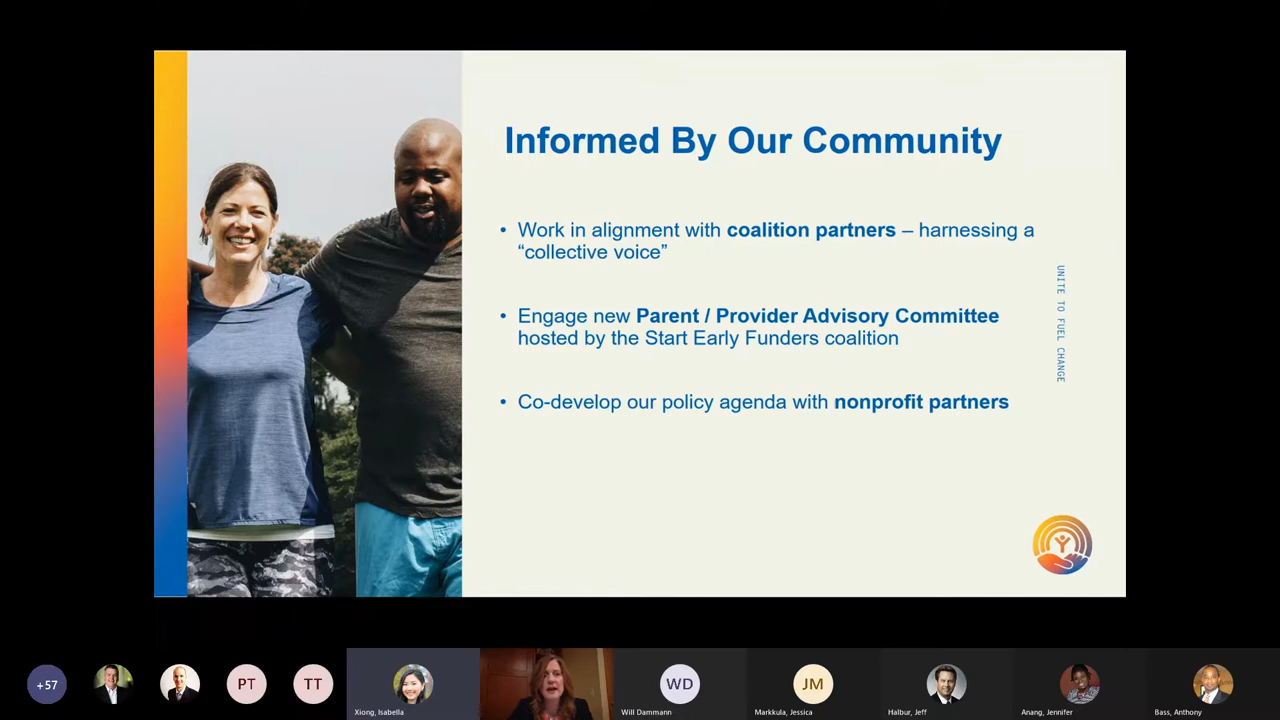 Informed By Our Community
• Work in alignment with coalition partners – harnessing a
“collective voice”
• Engage new Parent / Provider Advisory Committee
hosted by the Start Early Funders coalition
• Co-develop our policy agenda with nonprofit partners
UNITE TO FUEL CHANGE
+57
PT
TT
Xiong, Isabella
WD
Will Dammann
JM
Markkula, Jessica
Halbur, Jeff
Anang, Jennifer
Bass, Anthony